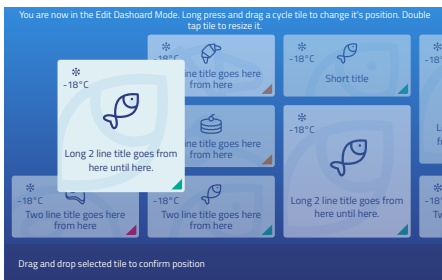 You are now in the Edit Dashoard Mode. Long press and drag a cycle tile to change it's position. Double
tap tile to resize it.
-18°C
line title goes here
from here
-18°C
Short title
-18°C
-18°C
Long 2 line title goes from
here until here.
line title goes here
from here
-18°C
Long 2 line title goes from
here until here.
-18°C
Two line title goes here
from here
-18°C
Two line title goes here
from here
-18°C
Drag and drop selected tile to confirm position